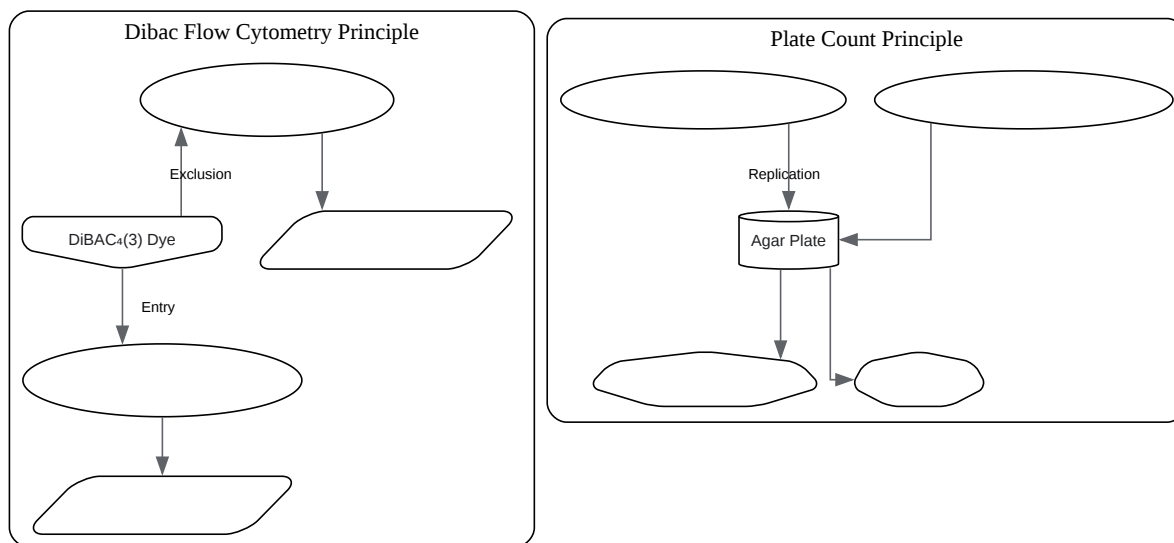 Dibac Flow Cytometry Principle
Exclusion
DiBAC₄(3) Dye
Entry
Plate Count Principle
Replication
Agar Plate